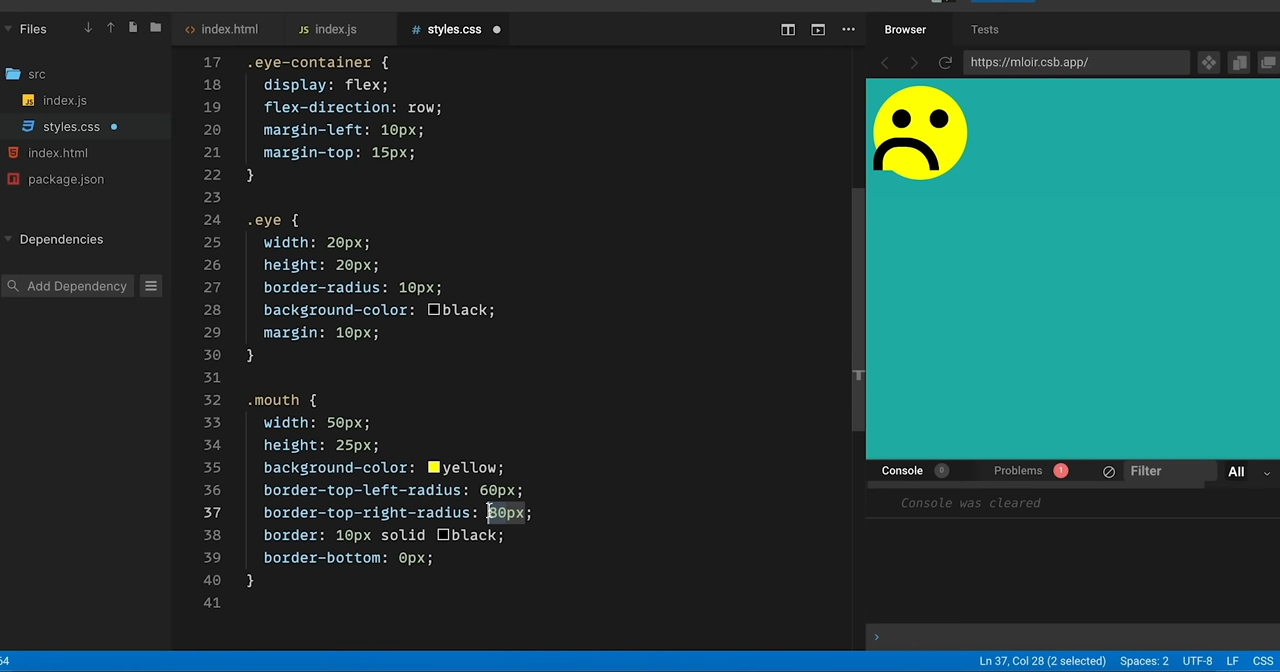 Files
index.html
index.js
styles.css
Browser
Tests
https://mloir.csb.app/
src
index.js
styles.css
index.html
package.json
Dependencies
Add Dependency
17 .eye-container {
18 display: flex;
19 flex-direction: row;
20 margin-left: 10px;
21 margin-top: 15px;
22 }
23
24 .eye {
25 width: 20px;
26 height: 20px;
27 border-radius: 10px;
28 background-color: black;
29 margin: 10px;
30 }
31
32 .mouth {
33 width: 50px;
34 height: 25px;
35 background-color: yellow;
36 border-top-left-radius: 60px;
37 border-top-right-radius: 80px;
38 border: 10px solid black;
39 border-bottom: 0px;
40 }
41
Console 0
Problems 1
Filter
All
Console was cleared
64
Ln 37, Col 28 (2 selected)
Spaces: 2
UTF-8
LF
CSS